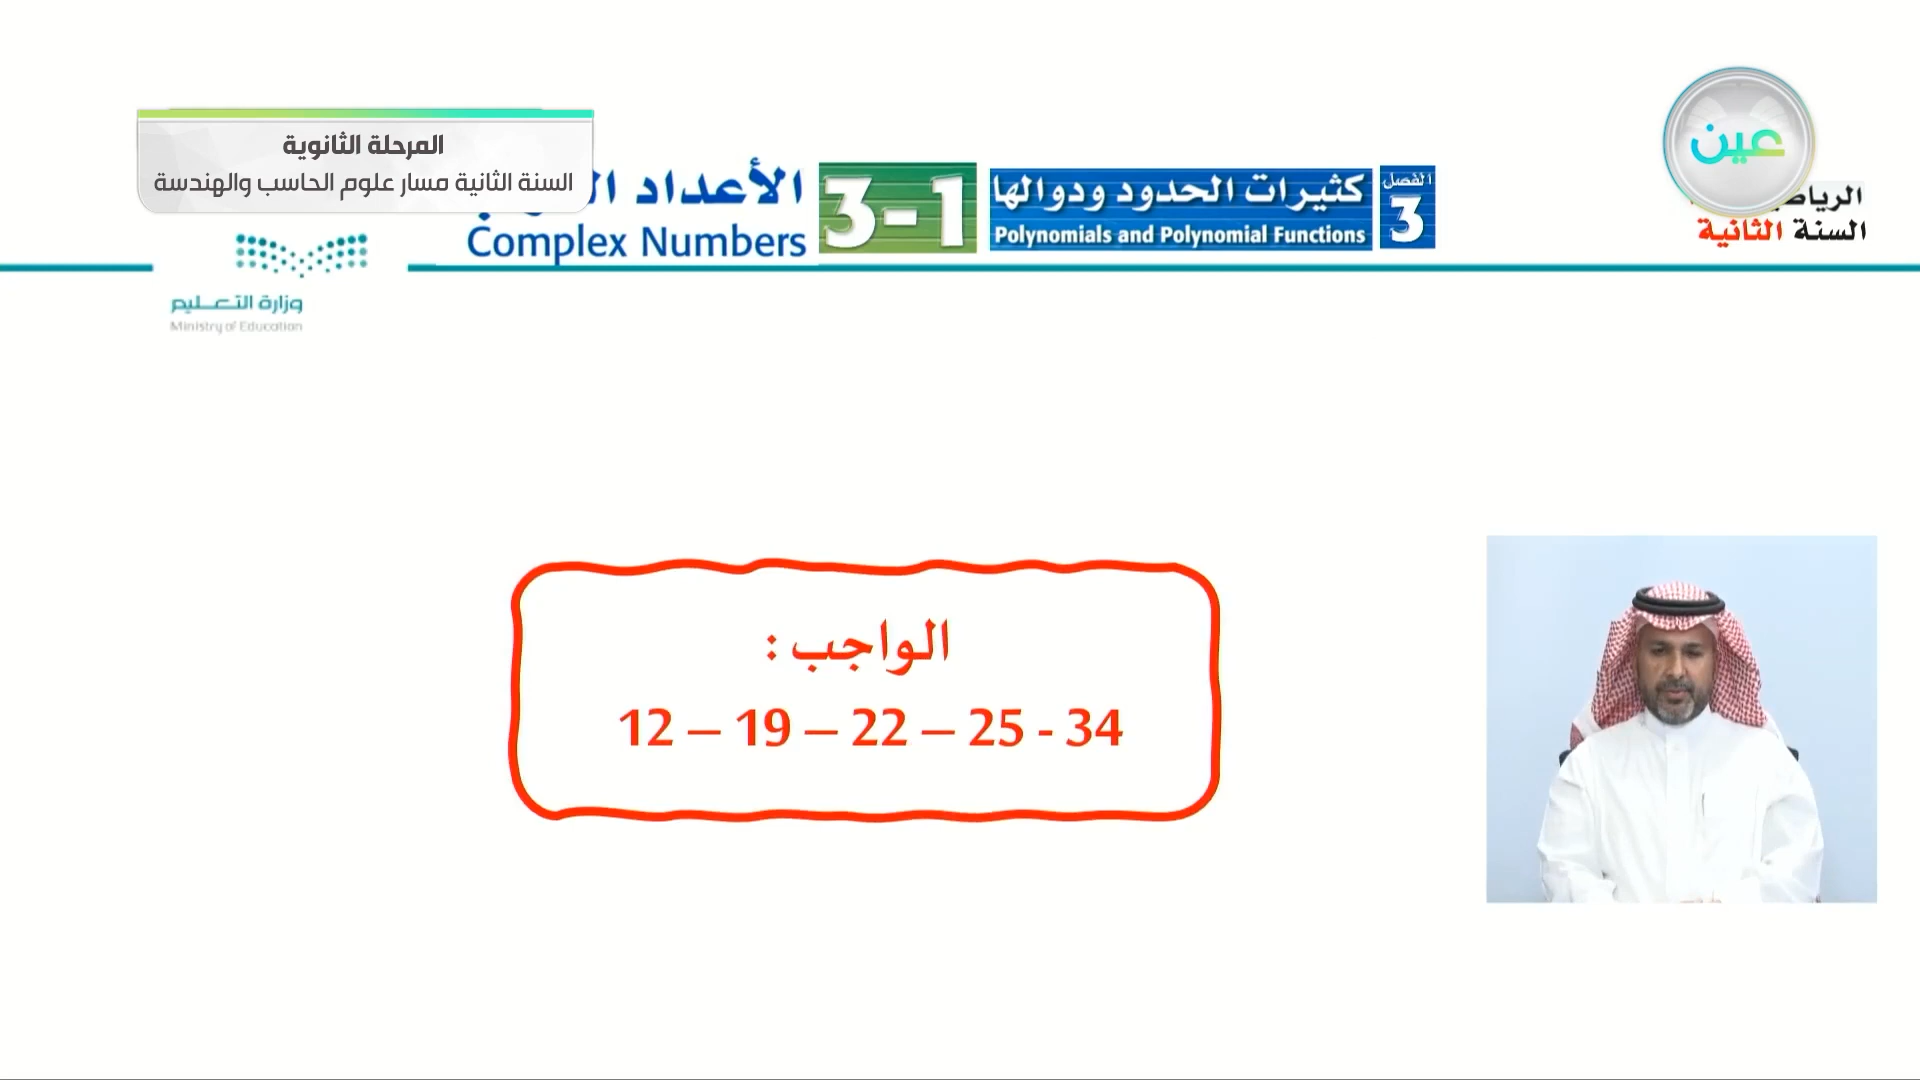 المرحلة الثانوية
السنة الثانية مسار علوم الحاسب والهندسة
عين
السنة الثانية
الفصل
3
كثيرات الحدود ودوالها
Polynomials and Polynomial Functions
3-1
الأعداد
Complex Numbers
وزارة التعليم
Ministry of Education
الواجب :
12 – 19 – 22 – 25 - 34